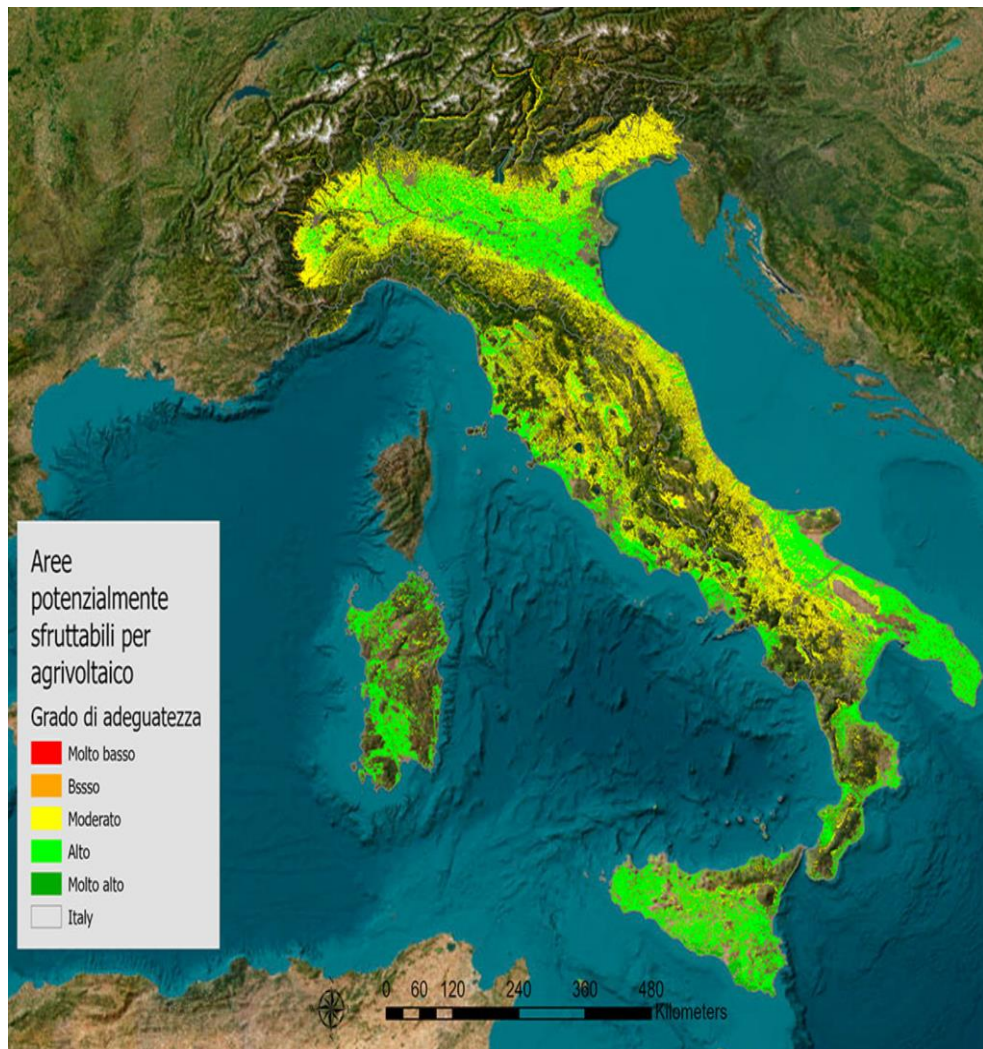 Aree
potenzialmente
sfruttabili per
agrivoltaico
Grado di adeguatezza
Molto basso
Bssso
Moderato
Alto
Molto alto
Italy
0 60 120 240 360 480
Kilometers